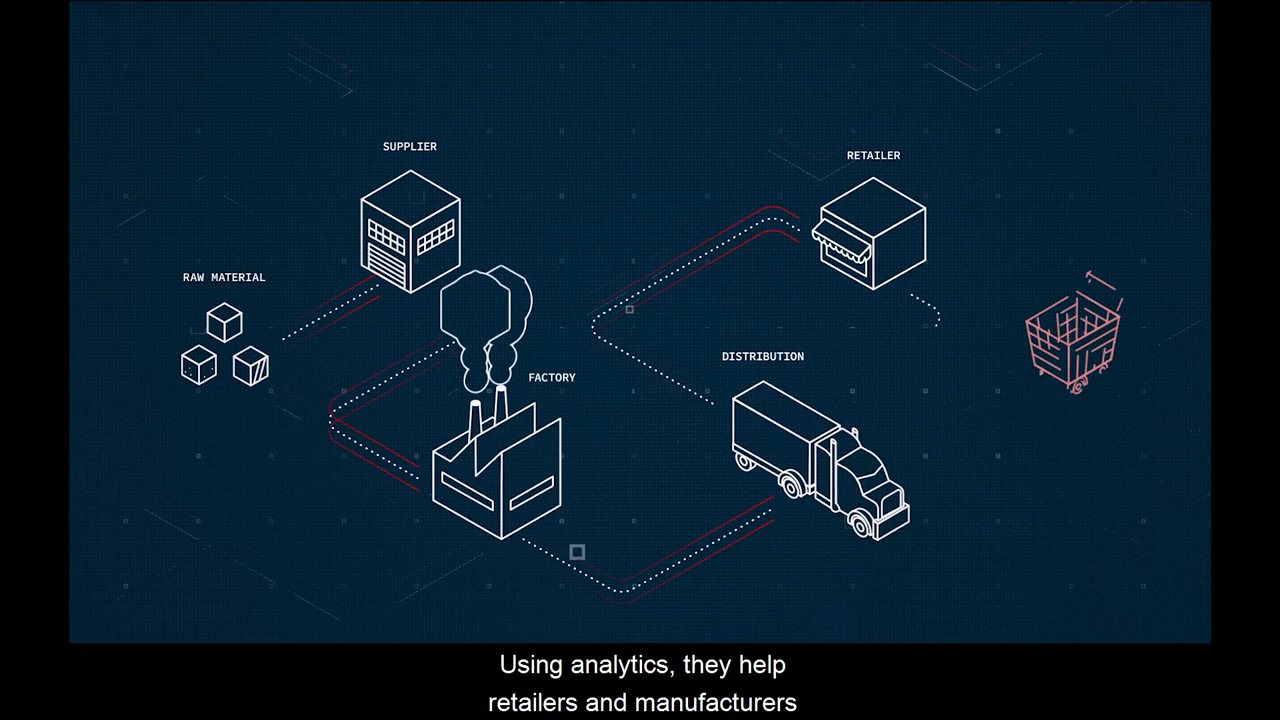 SUPPLIER
RETAILER
RAW MATERIAL
DISTRIBUTION
FACTORY
Using analytics, they help
retailers and manufacturers